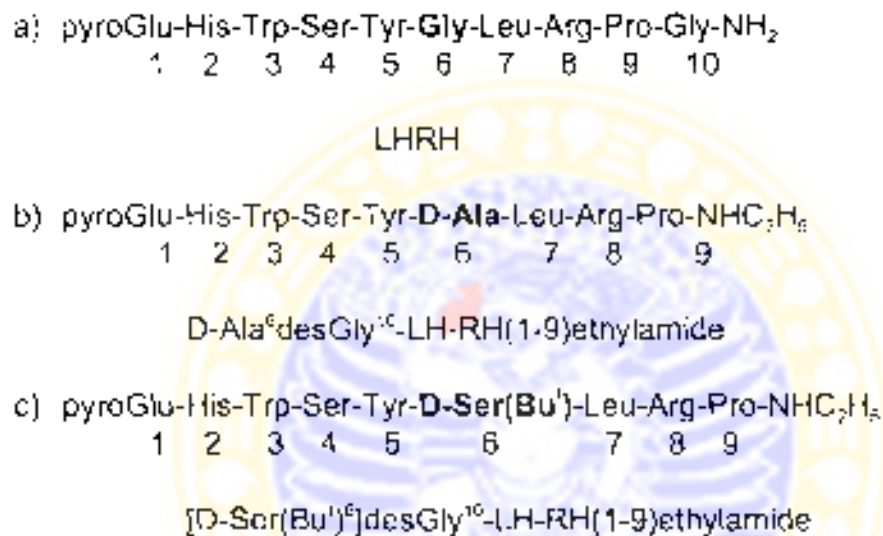 a) pyroGlu-His-Trp-Ser-Tyr-Gly-Leu-Arg-Pro-Gly-NH₂
1 2 3 4 5 6 7 8 9 10
LHRH
b) pyroGlu-His-Trp-Ser-Tyr-D-Ala-Leu-Arg-Pro-NHC₂H₅
1 2 3 4 5 6 7 8 9
D-Ala⁶desGly¹⁰-LH-RH(1-9)ethylamide
c) pyroGlu-His-Trp-Ser-Tyr-D-Ser(Buᵗ)-Leu-Arg-Pro-NHC₂H₅
1 2 3 4 5 6 7 8 9
[D-Ser(Buᵗ)⁶]desGly¹⁰-LH-RH(1-9)ethylamide